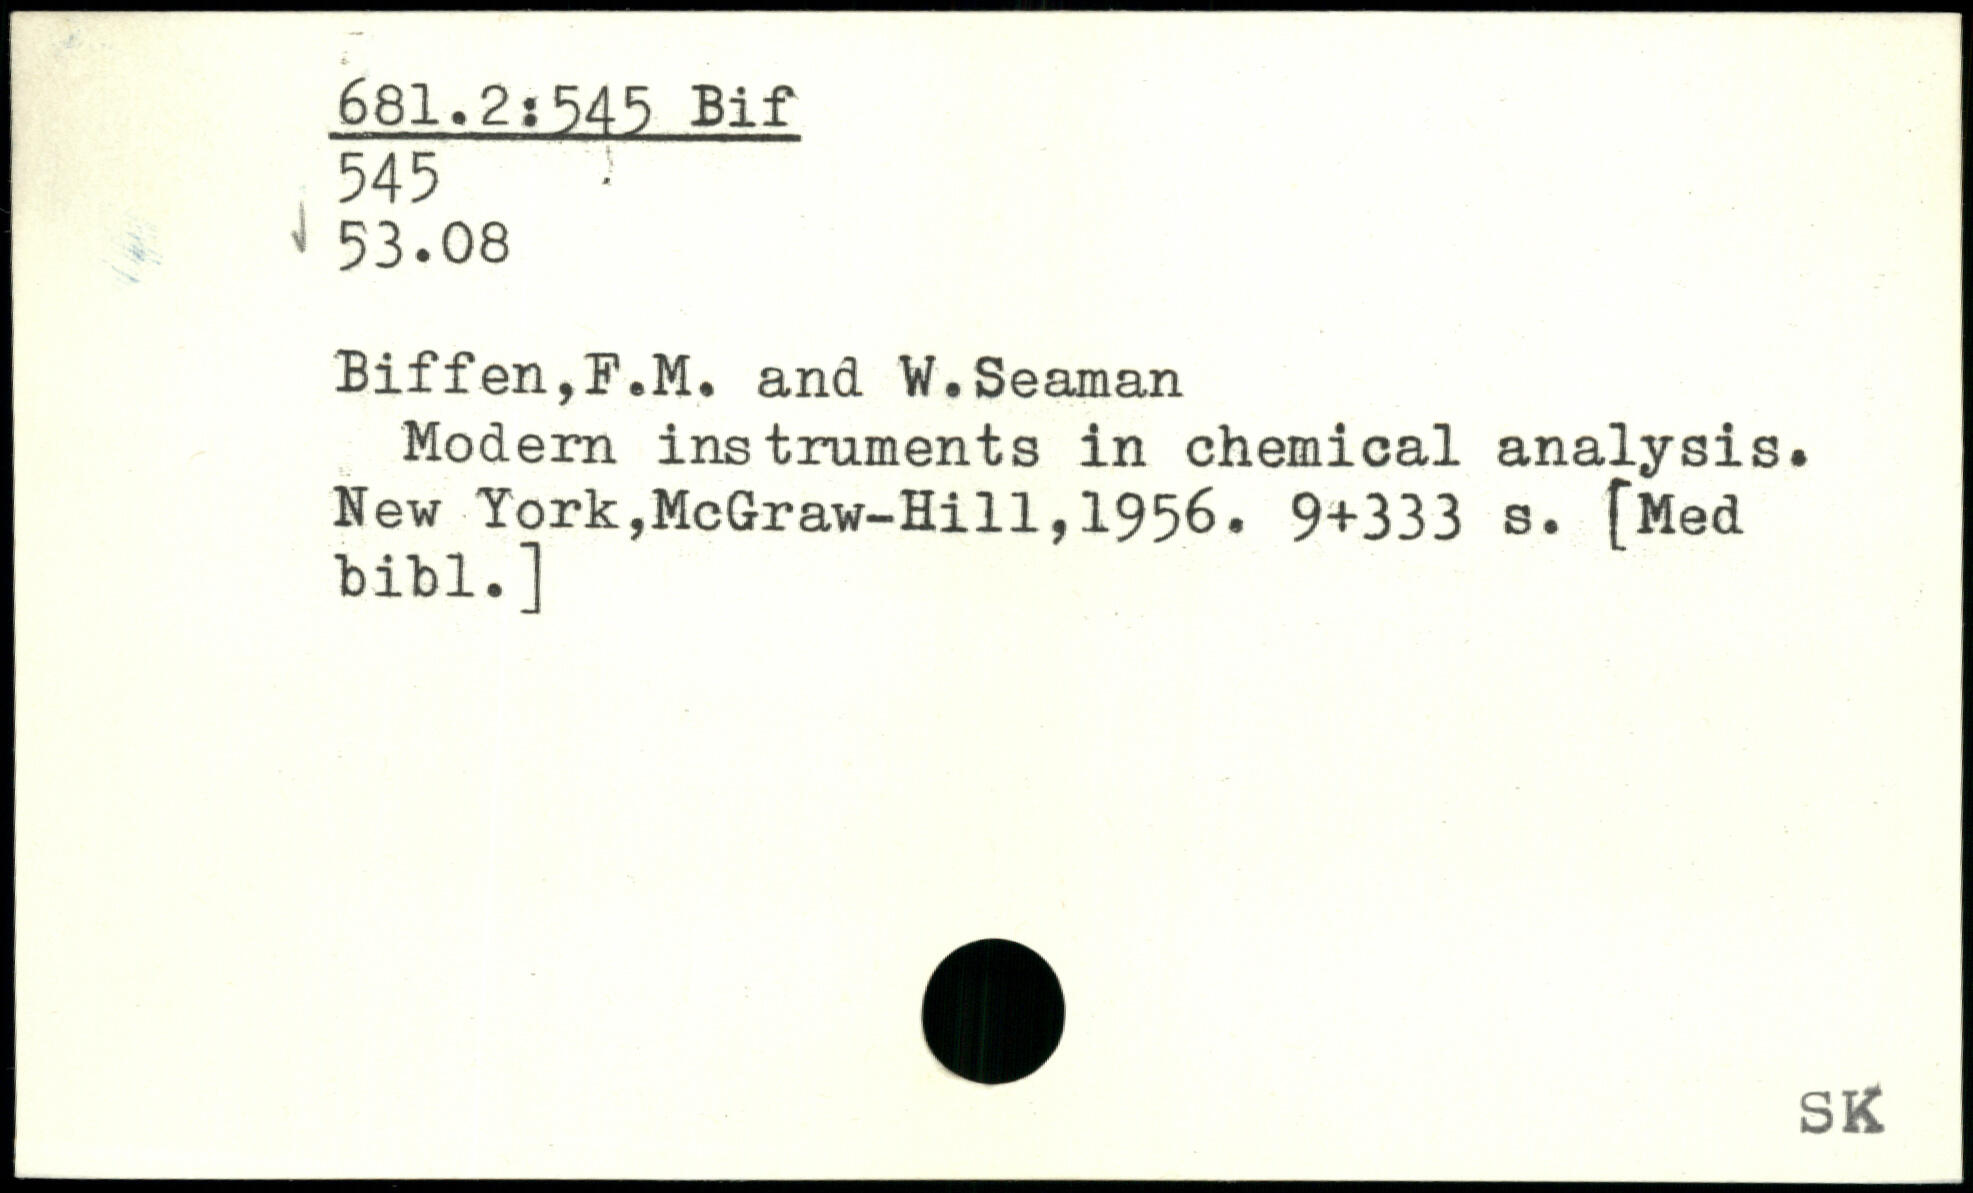 681.2:545 Bif
545
53.08
Biffen,F.M. and W.Seaman
Modern instruments in chemical analysis.
New York,McGraw-Hill,1956. 9+333 s. [Med
bibl.]
SK